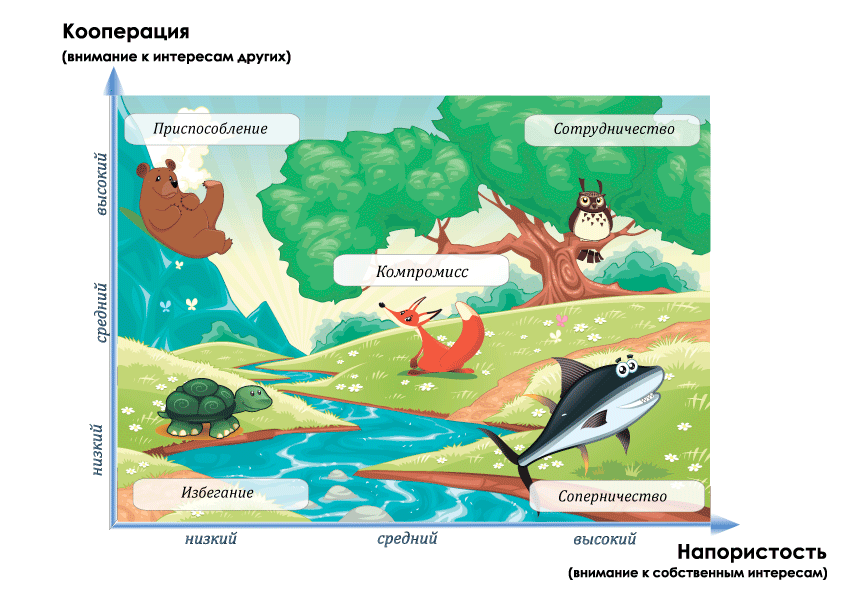 Кооперация
(внимание к интересам других)
Приспособление
Сотрудничество
высокий
Компромисс
средний
низкий
Избегание
Соперничество
низкий
средний
высокий
Напористость
(внимание к собственным интересам)